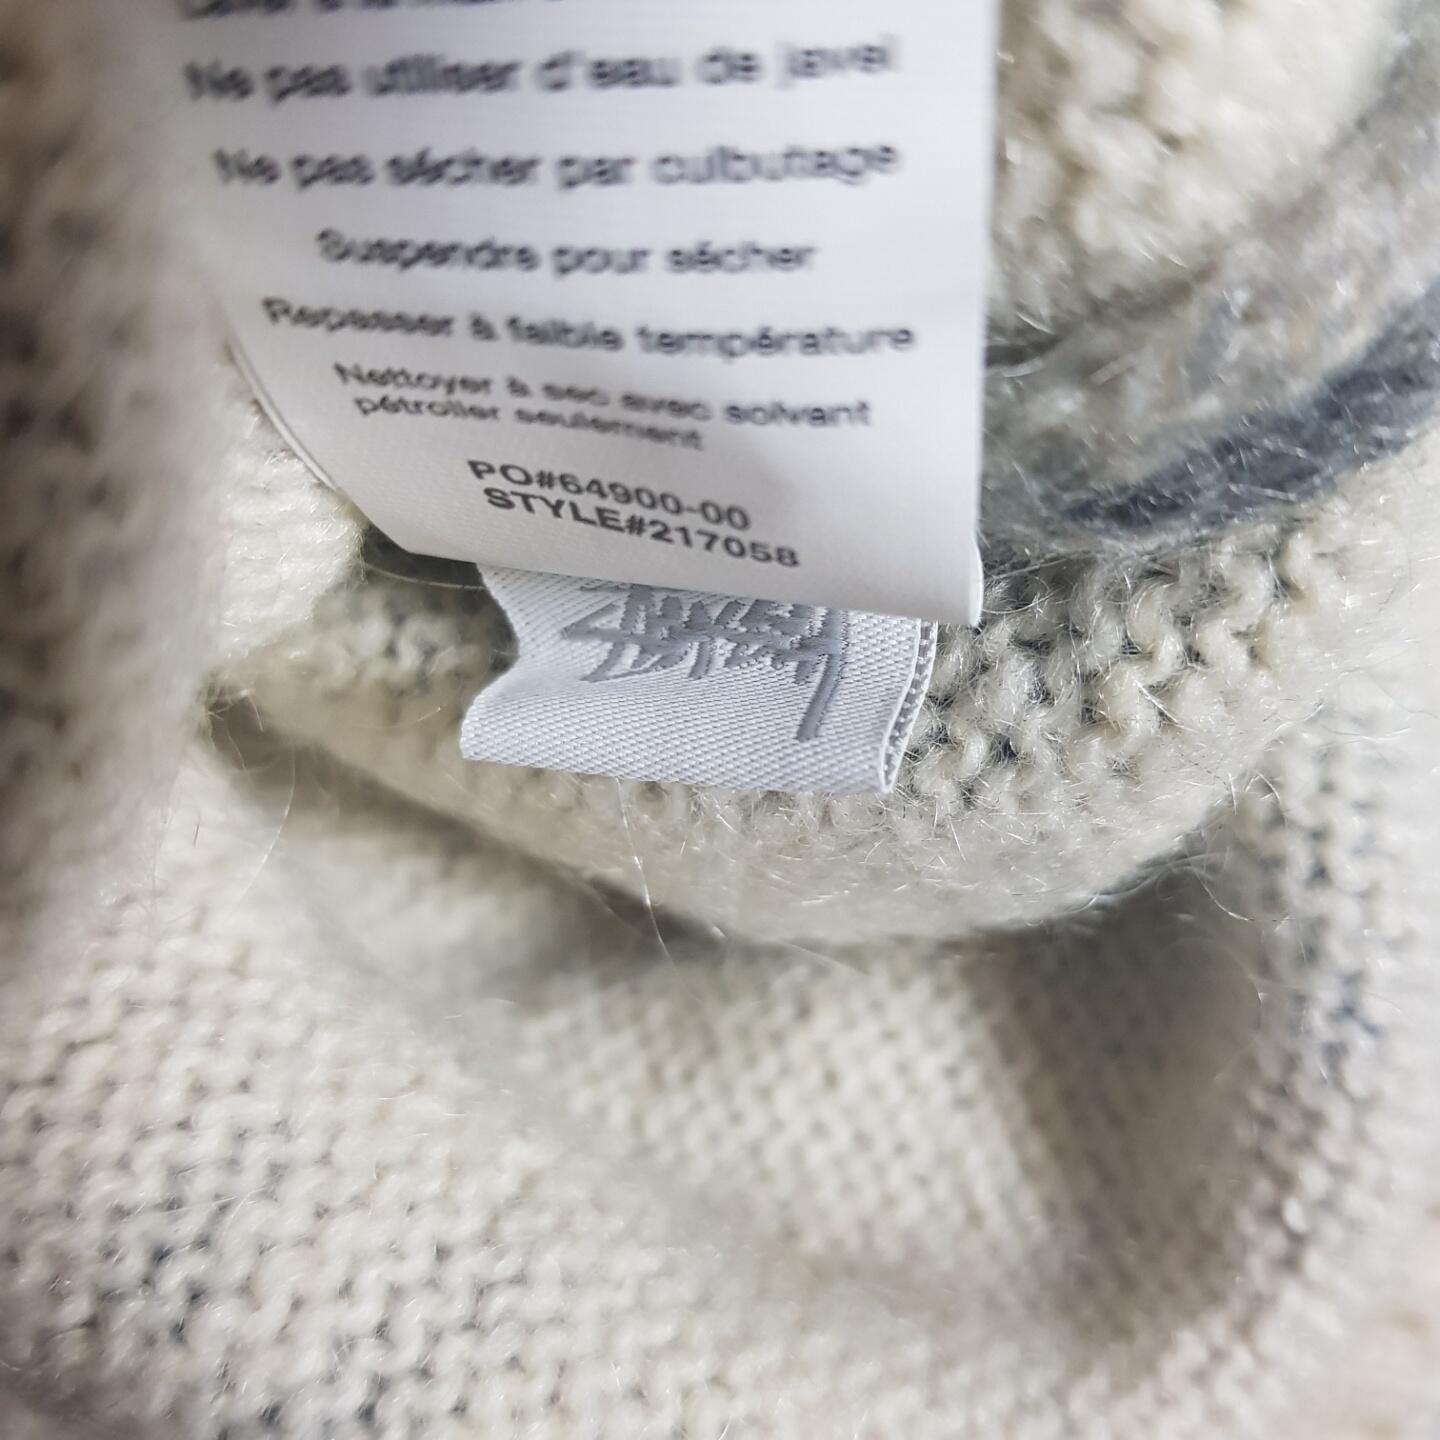 Ne pas utiliser d'eau de javel
Ne pas sécher par culbutage
Suspendre pour sécher
Repasser à faible température
Nettoyer à sec avec solvant
pétrolier seulement
PO#64900-00
STYLE#217058